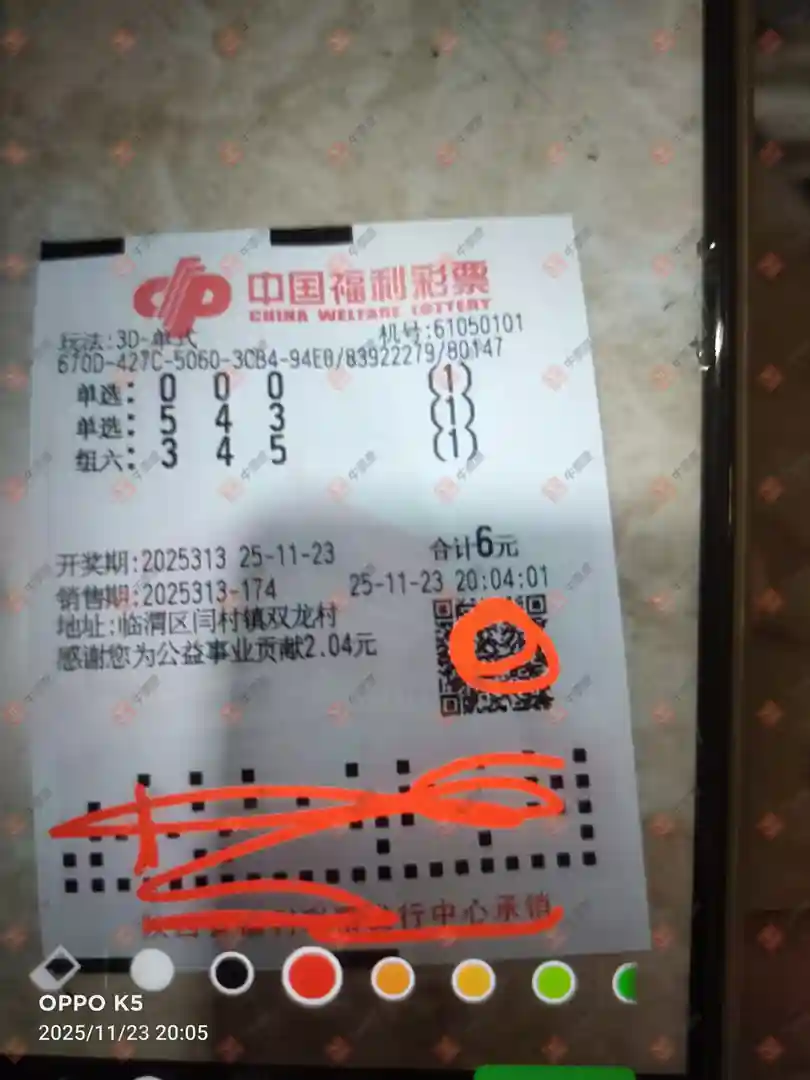 中国福利彩票
CHINA WELFARE LOTTERY
玩法:3D-单式 机号:61050101
670D-427C-5060-3CB4-94E0/83922279/80147
单选: 0 0 0 (1)
单选: 5 4 3 (1)
组六: 3 4 5 (1)
开奖期:2025313 25-11-23 合计6元
销售期:2025313-174 25-11-23 20:04:01
地址:临渭区闫村镇双龙村
感谢您为公益事业贡献2.04元
行中心承销
OPPO K5
2025/11/23 20:05